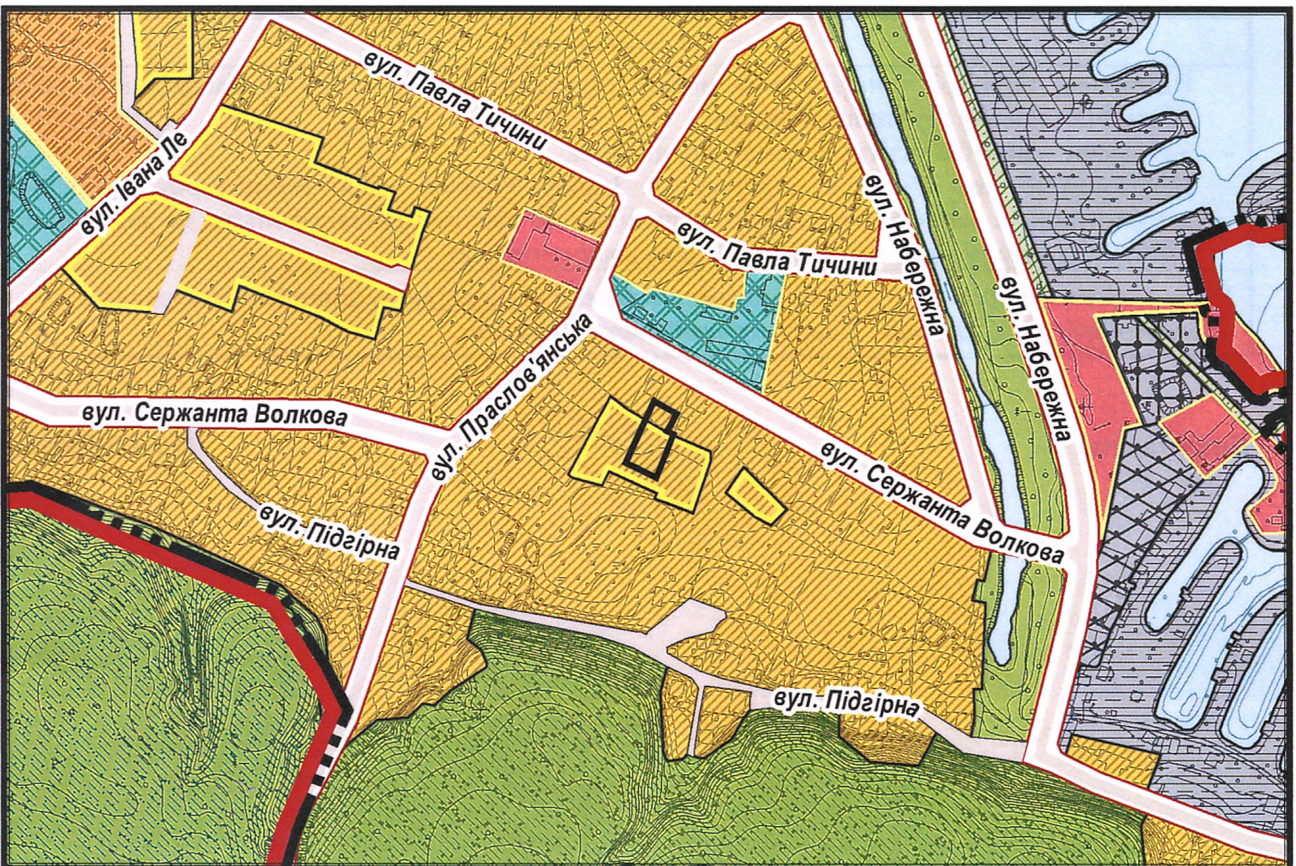 вул. Павла Тичини
вул. Івана Ле
вул. Набережна
вул. Павла Тичини
вул. Набережна
вул. Праслов'янська
вул. Сержанта Волкова
вул. Сержанта Волкова
вул. Підгірна
вул. Підгірна